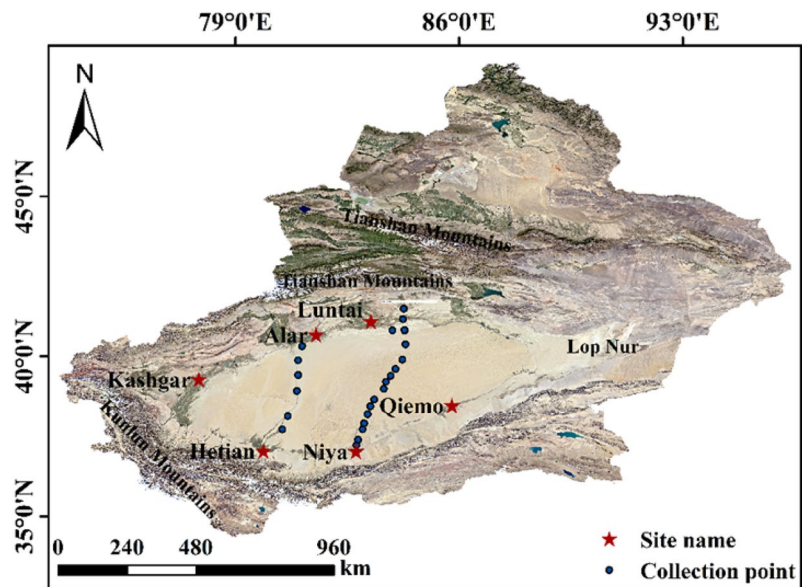 79°0'E 86°0'E 93°0'E
N
45°0'N
Tianshan Mountains
Tianshan Mountains
Luntai
Alar
40°0'N
Lop Nur
Kashgar
Qiemo
Kunlun Mountains
Hetian
Niya
35°0'N
Site name
0 240 480 960
km
Collection point